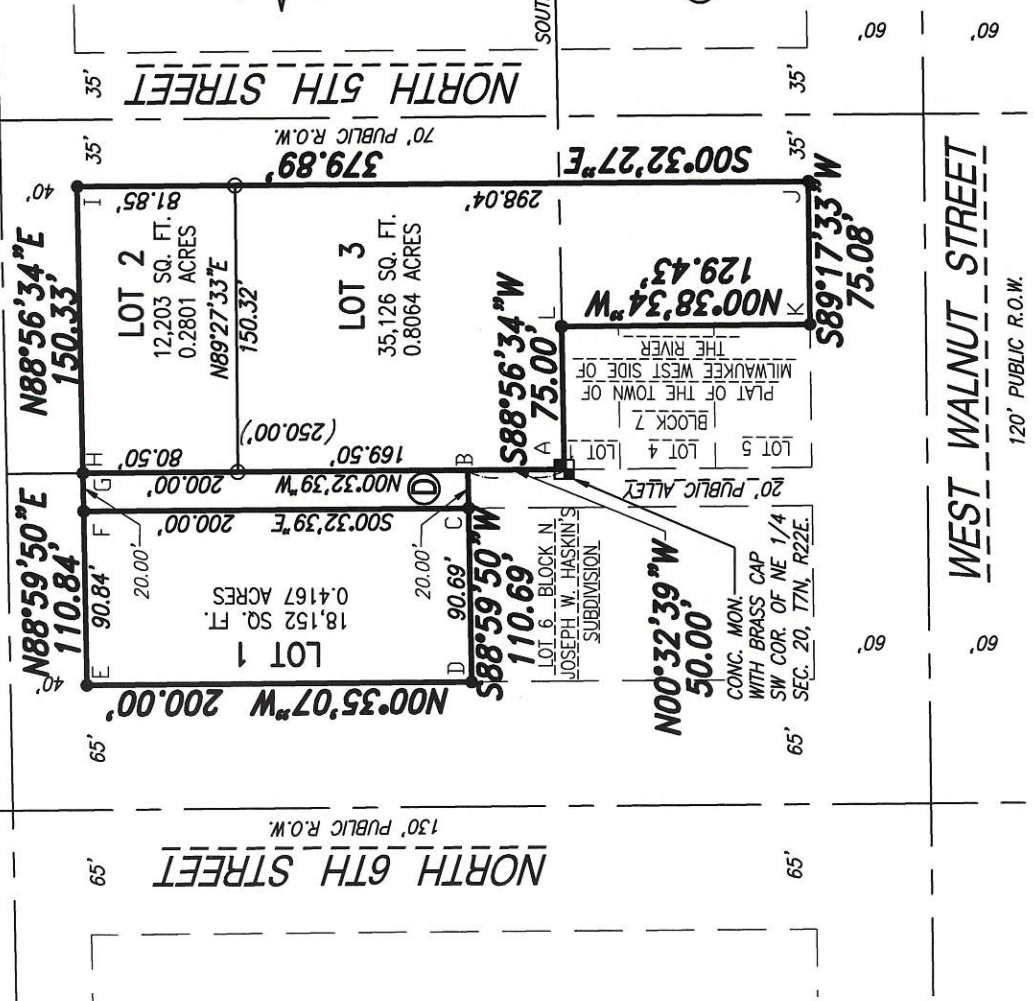 SOUT
60'
60'
35'
NORTH 5TH STREET
35'
35'
70' PUBLIC R.O.W.
35'
379.89'
S00°32'27"E
40'
I
81.85'
298.04'
J
N88°56'34"E
150.33'
LOT 2
12,203 SQ. FT.
0.2801 ACRES
N89°27'33"E
150.32'
LOT 3
35,126 SQ. FT.
0.8064 ACRES
S88°56'34"W
75.00'
L
N00°38'34"W
129.43'
K
S89°17'33"W
75.08'
WEST WALNUT STREET
120' PUBLIC R.O.W.
PLAT OF THE TOWN OF
MILWAUKEE WEST SIDE OF
THE RIVER
BLOCK 7
LOT 1
LOT 4
LOT 5
(250.00')
H
80.50'
169.50'
B
A
G
200.00'
N00°32'39"W
D
20' PUBLIC ALLEY
F
200.00'
S00°32'39"E
C
N88°59'50"E
110.84'
90.84'
20.00'
20.00'
90.69'
S88°59'50"W
110.69'
LOT 1
18,152 SQ. FT.
0.4167 ACRES
LOT 6 BLOCK N
JOSEPH W. HASKIN'S
SUBDIVISION
40'
E
D
N00°35'07"W 200.00'
N00°32'39"W
50.00'
CONC. MON.
WITH BRASS CAP
SW COR. OF NE 1/4
SEC. 20, T7N, R22E.
60'
60'
65'
65'
130' PUBLIC R.O.W.
NORTH 6TH STREET
65'
65'